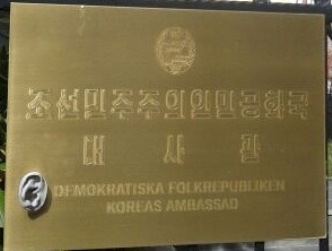 조선민주주의인민공화국
대 사 관
DEMOKRATISKA FOLKREPUBLIKEN
KOREAS AMBASSAD